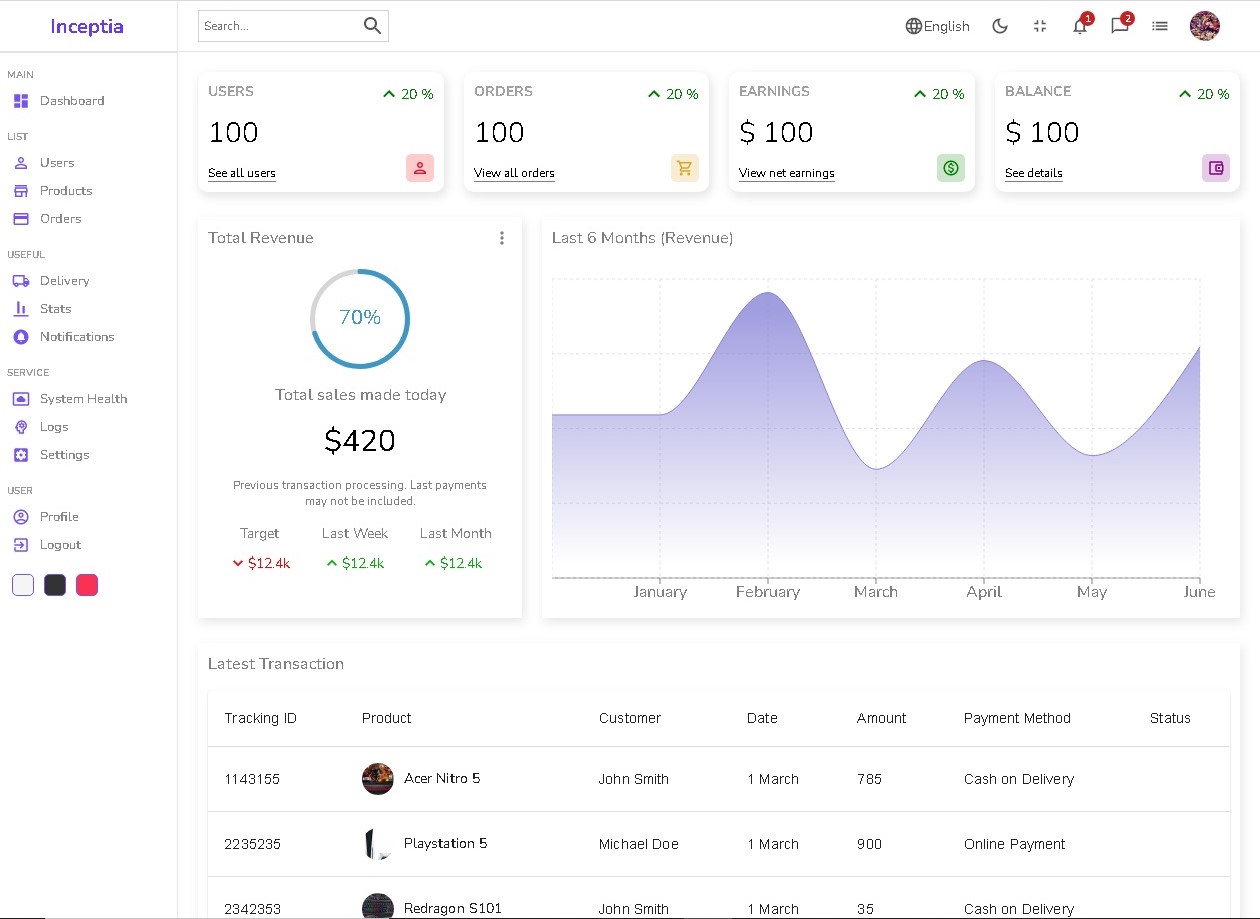 Inceptia
Search...
English
1
2
MAIN
Dashboard
LIST
Users
Products
Orders
USEFUL
Delivery
Stats
Notifications
SERVICE
System Health
Logs
Settings
USER
Profile
Logout
USERS 20 %
100
See all users
ORDERS 20 %
100
View all orders
EARNINGS 20 %
$ 100
View net earnings
BALANCE 20 %
$ 100
See details
Total Revenue
70%
Total sales made today
$420
Previous transaction processing. Last payments
may not be included.
Target Last Week Last Month
$12.4k $12.4k $12.4k
Last 6 Months (Revenue)
January February March April May June
Latest Transaction
Tracking ID Product Customer Date Amount Payment Method Status
1143155 Acer Nitro 5 John Smith 1 March 785 Cash on Delivery
2235235 Playstation 5 Michael Doe 1 March 900 Online Payment
2342353 Redragon S101 John Smith 1 March 35 Cash on Delivery